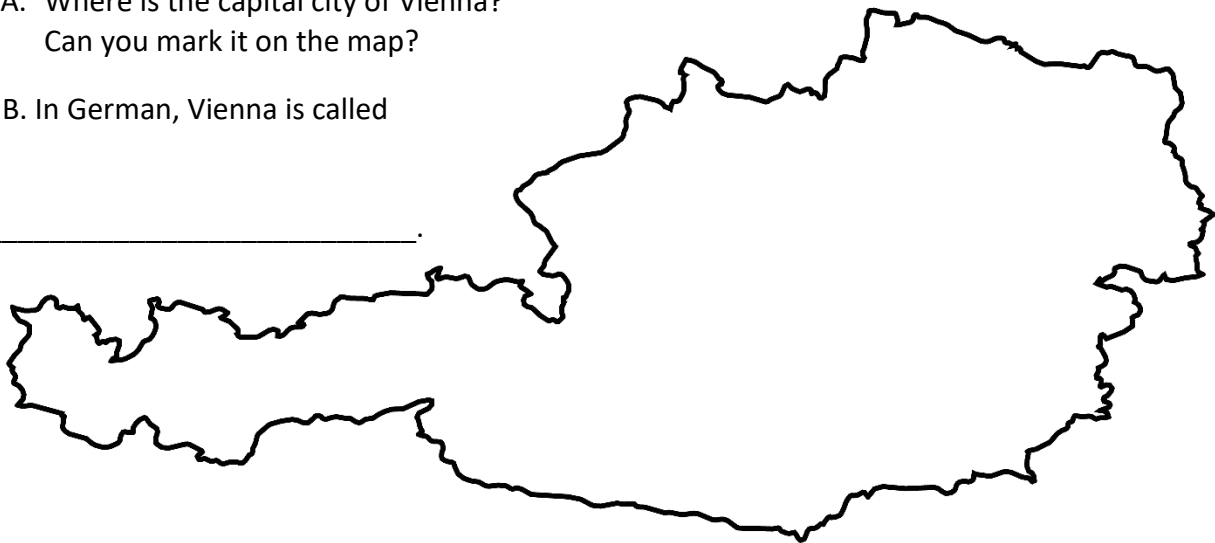 A. Where is the capital city of Vienna?
Can you mark it on the map?
B. In German, Vienna is called
__________________________.